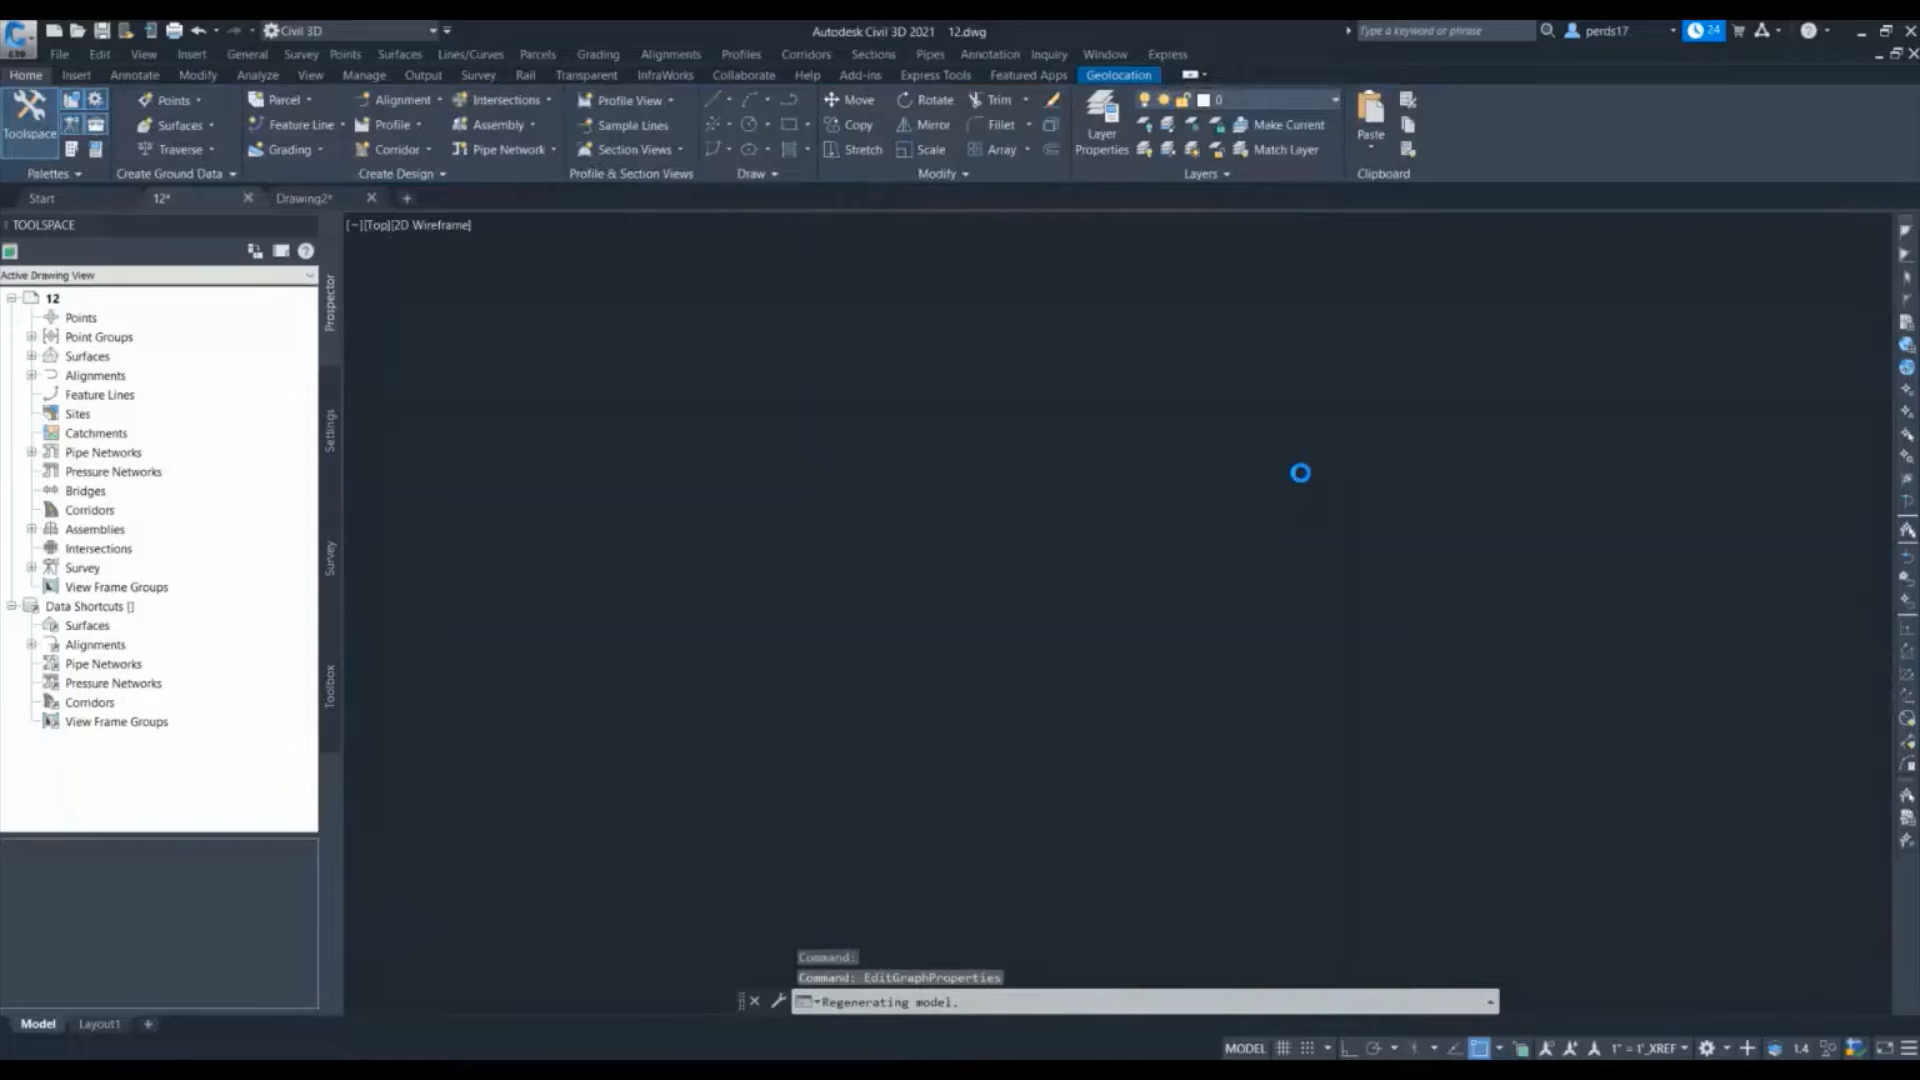 Civil 3D
Autodesk Civil 3D 2021 12.dwg
Type a keyword or phrase
perds17
24
File Edit View Insert General Survey Points Surfaces Lines/Curves Parcels Grading Alignments Profiles Corridors Sections Pipes Annotation Inquiry Window Express
Home Insert Annotate Modify Analyze View Manage Output Survey Rail Transparent InfraWorks Collaborate Help Add-ins Express Tools Featured Apps Geolocation
Points Parcel Alignment Intersections Profile View Move Rotate Trim 0
Toolspace Surfaces Feature Line Profile Assembly Sample Lines Copy Mirror Fillet Layer Properties Make Current Paste
Traverse Grading Corridor Pipe Network Section Views Stretch Scale Array Match Layer
Palettes Create Ground Data Create Design Profile & Section Views Draw Modify Layers Clipboard
Start 12* Drawing2*
TOOLSPACE
[−][Top][2D Wireframe]
Active Drawing View
12
Points
Point Groups
Surfaces
Alignments
Feature Lines
Sites
Catchments
Pipe Networks
Pressure Networks
Bridges
Corridors
Assemblies
Intersections
Survey
View Frame Groups
Data Shortcuts []
Surfaces
Alignments
Pipe Networks
Pressure Networks
Corridors
View Frame Groups
Prospector
Settings
Survey
Toolbox
Command:
Command: EditGraphProperties
Regenerating model.
Model Layout1
MODEL 1" = 1'_XREF 1.4